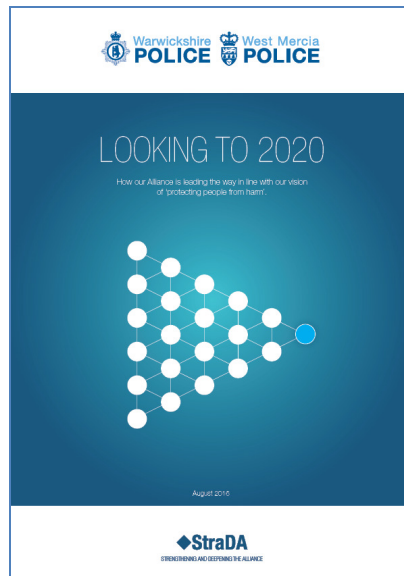 Warwickshire POLICE
West Mercia POLICE
LOOKING TO 2020
How our Alliance is leading the way in line with our vision
of 'protecting people from harm'.
August 2016
StraDA
STRENGTHENING AND DEEPENING THE ALLIANCE